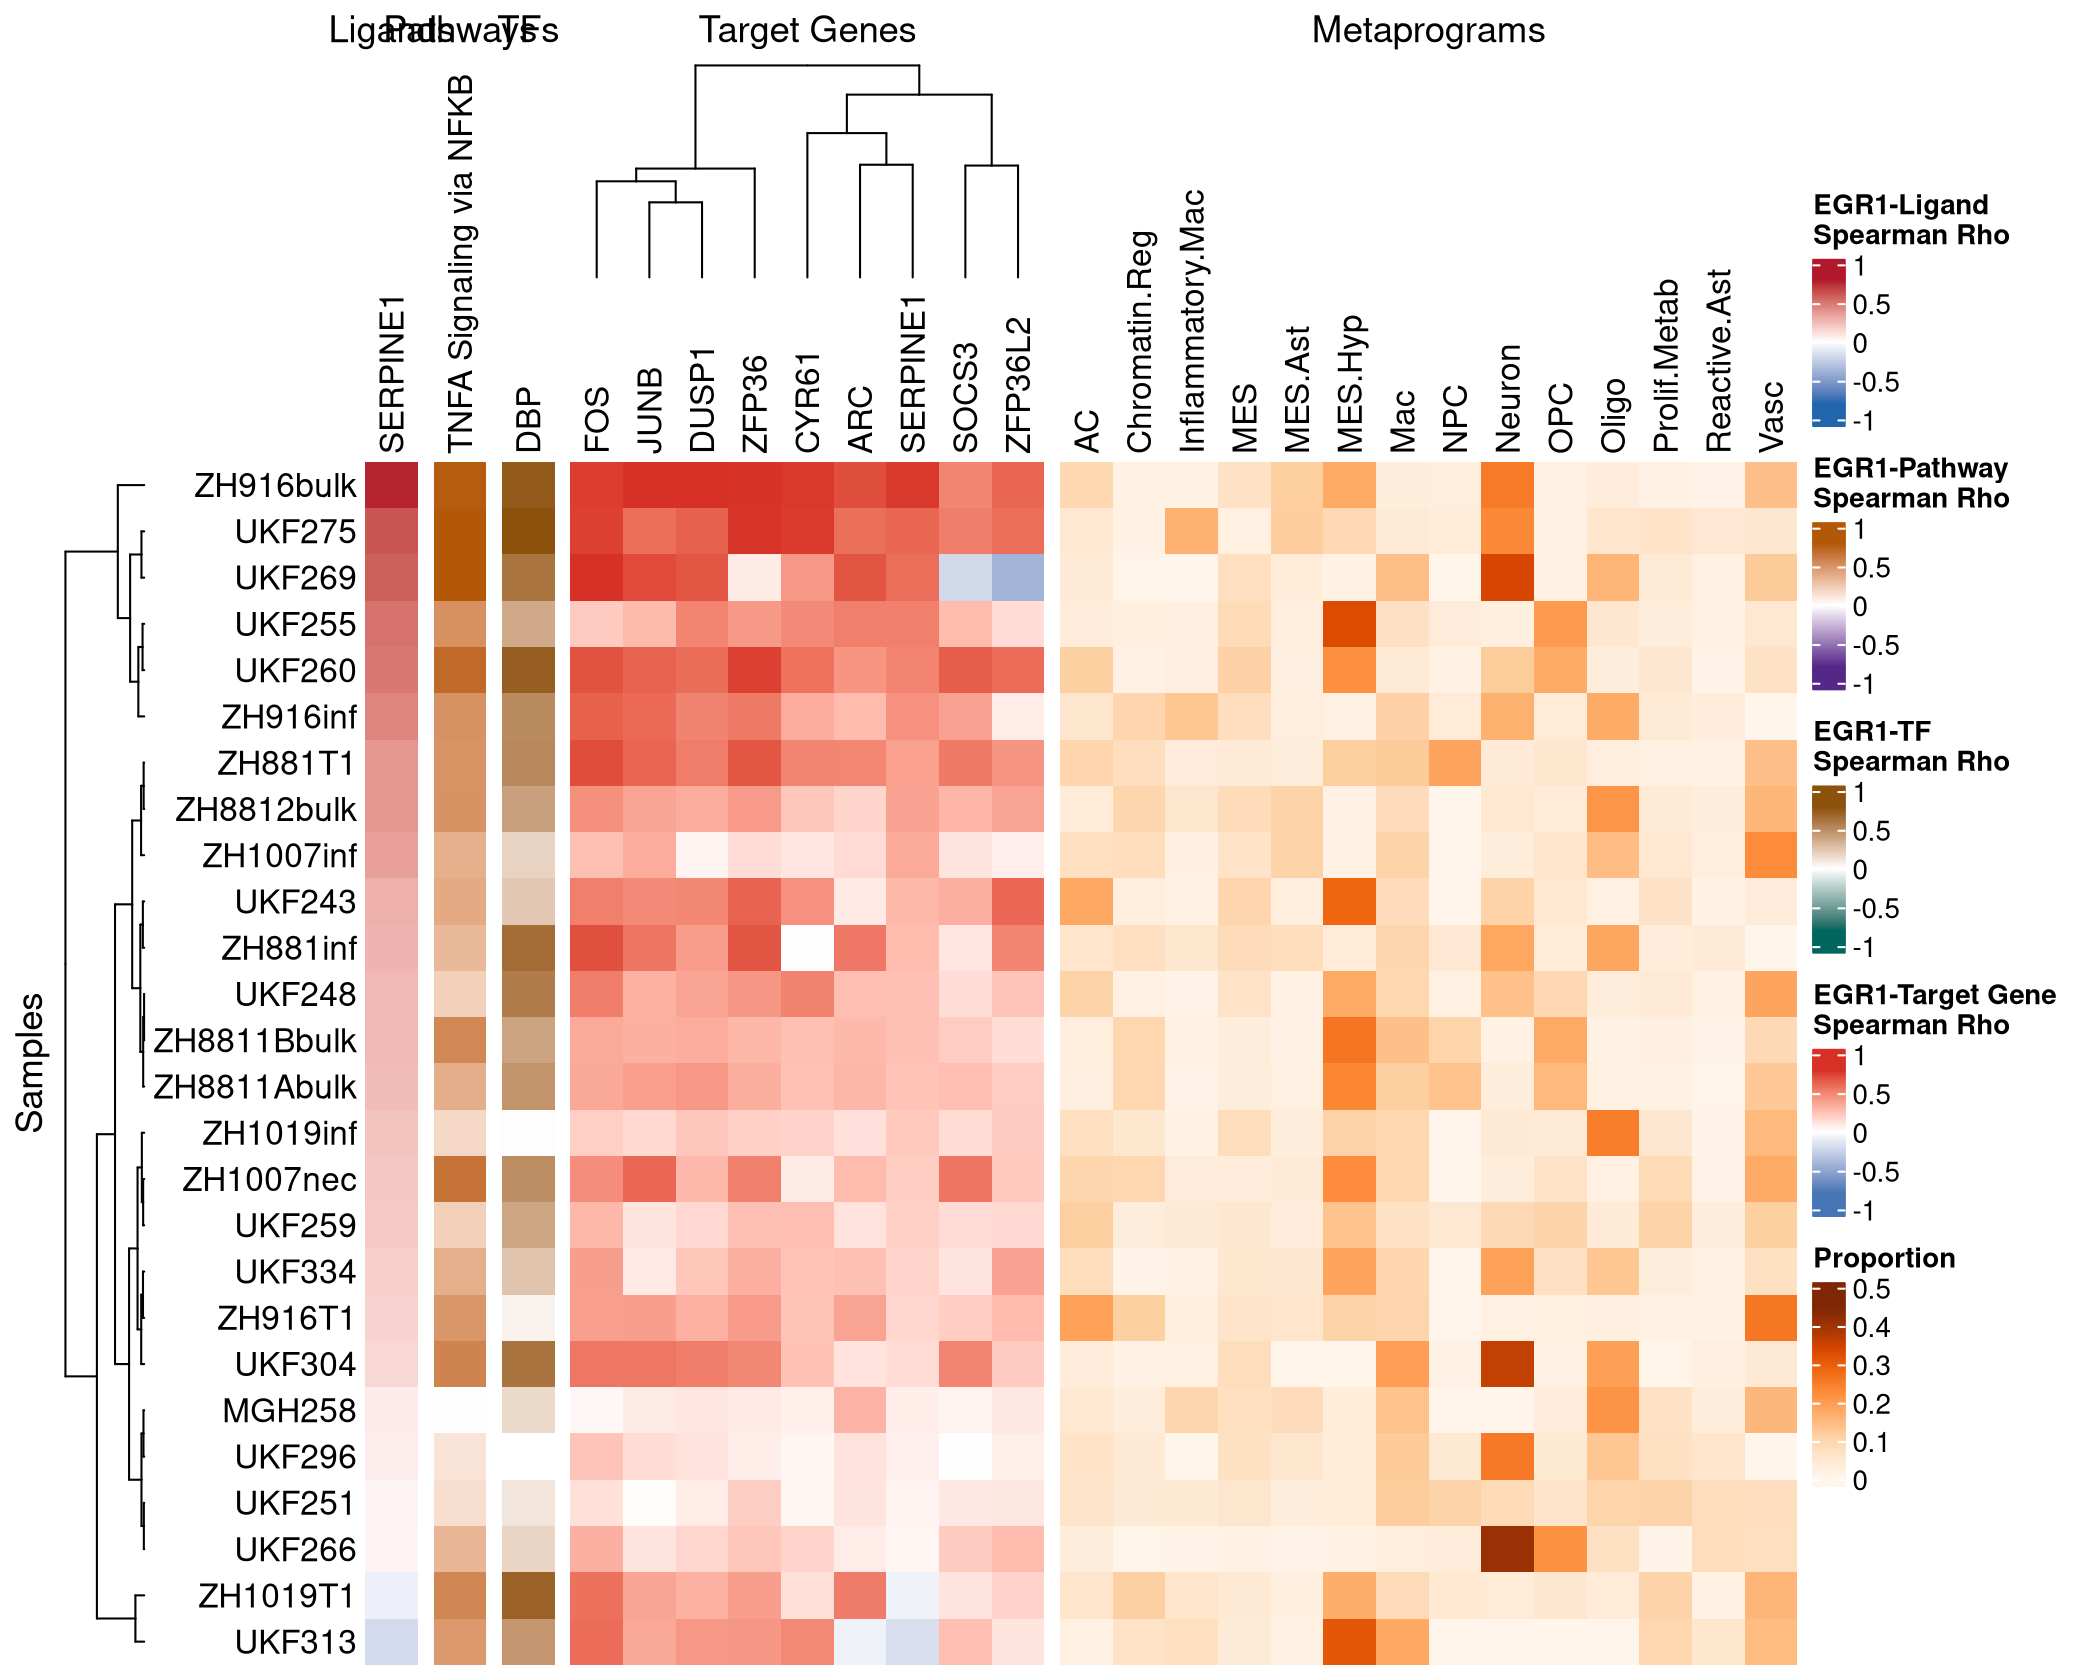 Ligands Pathways TFs Target Genes Metaprograms
SERPINE1
TNFA Signaling via NFKB
DBP
FOS
JUNB
DUSP1
ZFP36
CYR61
ARC
SERPINE1
SOCS3
ZFP36L2
AC
Chromatin.Reg
Inflammatory.Mac
MES
MES.Ast
MES.Hyp
Mac
NPC
Neuron
OPC
Oligo
Prolif.Metab
Reactive.Ast
Vasc
Samples
ZH916bulk
UKF275
UKF269
UKF255
UKF260
ZH916inf
ZH881T1
ZH8812bulk
ZH1007inf
UKF243
ZH881inf
UKF248
ZH8811Bbulk
ZH8811Abulk
ZH1019inf
ZH1007nec
UKF259
UKF334
ZH916T1
UKF304
MGH258
UKF296
UKF251
UKF266
ZH1019T1
UKF313
EGR1-Ligand
Spearman Rho
1
0.5
0
-0.5
-1
EGR1-Pathway
Spearman Rho
1
0.5
0
-0.5
-1
EGR1-TF
Spearman Rho
1
0.5
0
-0.5
-1
EGR1-Target Gene
Spearman Rho
1
0.5
0
-0.5
-1
Proportion
0.5
0.4
0.3
0.2
0.1
0